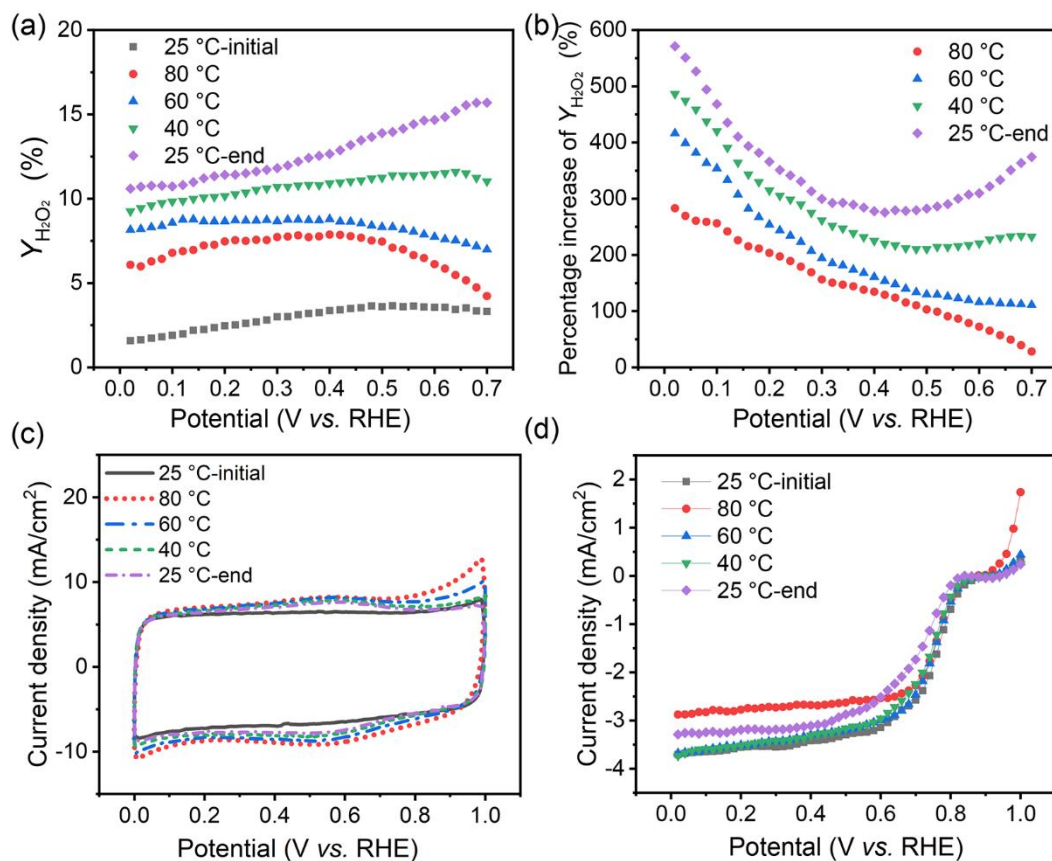 (a)
20
15
10
5
0
Y_{H_2O_2} (%)
25 °C-initial
80 °C
60 °C
40 °C
25 °C-end
0.0 0.1 0.2 0.3 0.4 0.5 0.6 0.7
Potential (V vs. RHE)
(b)
600
500
400
300
200
100
0
Percentage increase of Y_{H_2O_2} (%)
80 °C
60 °C
40 °C
25 °C-end
0.0 0.1 0.2 0.3 0.4 0.5 0.6 0.7
Potential (V vs. RHE)
(c)
20
10
0
-10
Current density (mA/cm²)
25 °C-initial
80 °C
60 °C
40 °C
25 °C-end
0.0 0.2 0.4 0.6 0.8 1.0
Potential (V vs. RHE)
(d)
2
1
0
-1
-2
-3
-4
Current density (mA/cm²)
25 °C-initial
80 °C
60 °C
40 °C
25 °C-end
0.0 0.2 0.4 0.6 0.8 1.0
Potential (V vs. RHE)